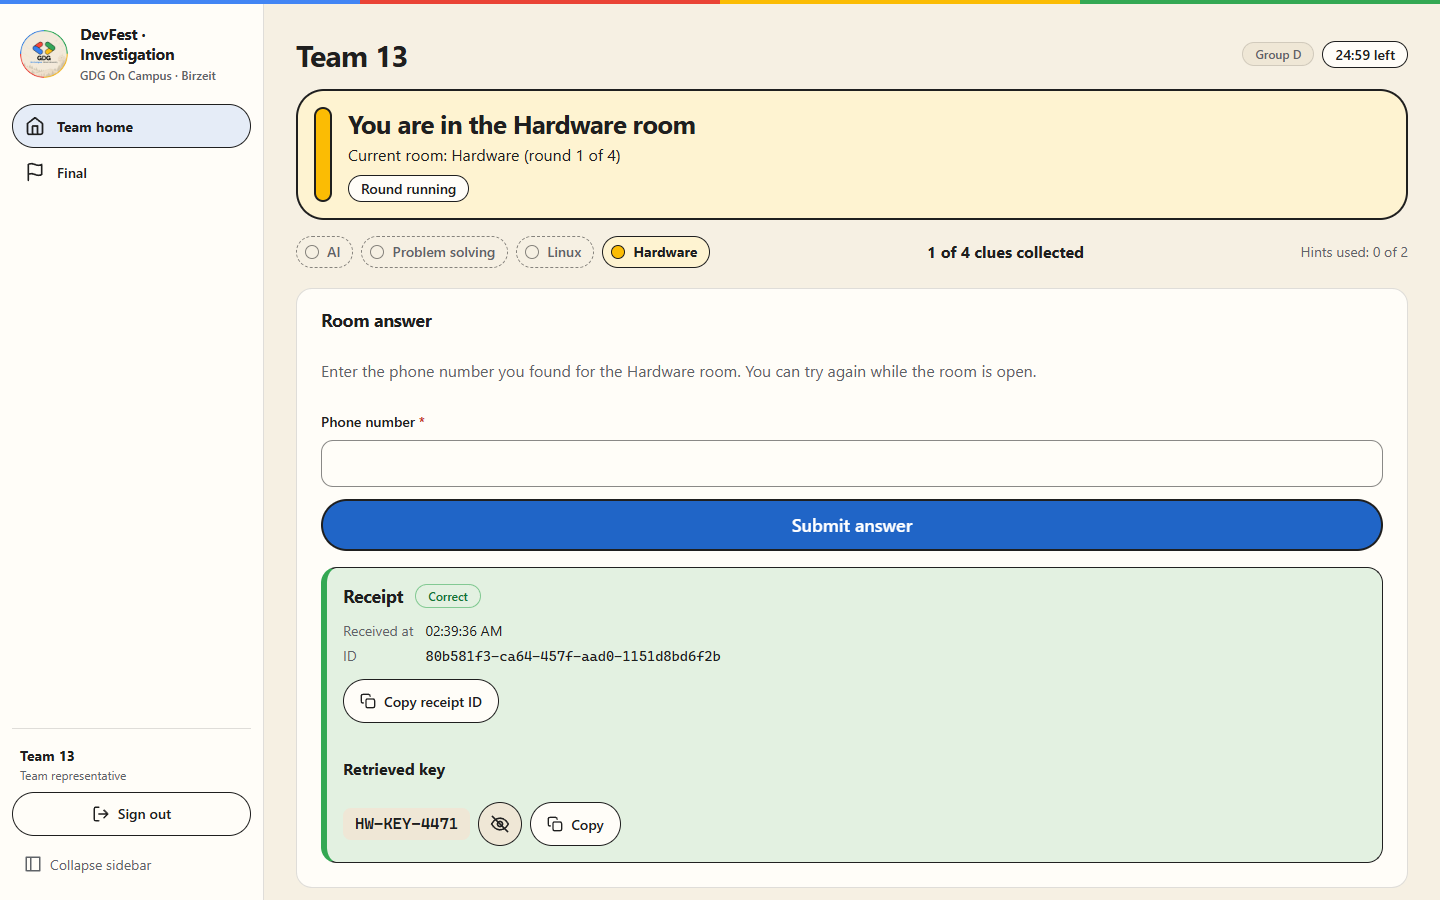 DevFest ·
Investigation
GDG On Campus · Birzeit
Team home
Final
Team 13
Team representative
Sign out
Collapse sidebar
Team 13
Group D
24:59 left
You are in the Hardware room
Current room: Hardware (round 1 of 4)
Round running
AI
Problem solving
Linux
Hardware
1 of 4 clues collected
Hints used: 0 of 2
Room answer
Enter the phone number you found for the Hardware room. You can try again while the room is open.
Phone number *
Submit answer
Receipt
Correct
Received at 02:39:36 AM
ID 80b581f3-ca64-457f-aad0-1151d8bd6f2b
Copy receipt ID
Retrieved key
HW-KEY-4471
Copy